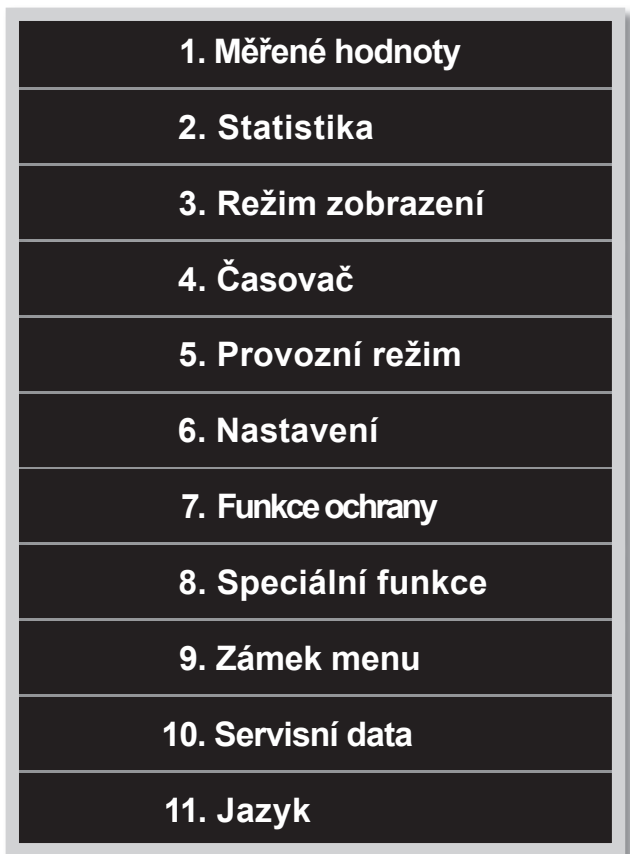 1. Měřené hodnoty
2. Statistika
3. Režim zobrazení
4. Časovač
5. Provozní režim
6. Nastavení
7. Funkce ochrany
8. Speciální funkce
9. Zámek menu
10. Servisní data
11. Jazyk